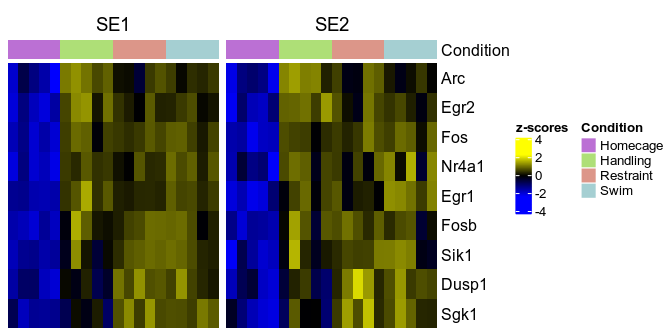 SE1
SE2
Condition
Arc
Egr2
Fos
Nr4a1
Egr1
Fosb
Sik1
Dusp1
Sgk1
z-scores
4
2
0
-2
-4
Condition
Homecage
Handling
Restraint
Swim